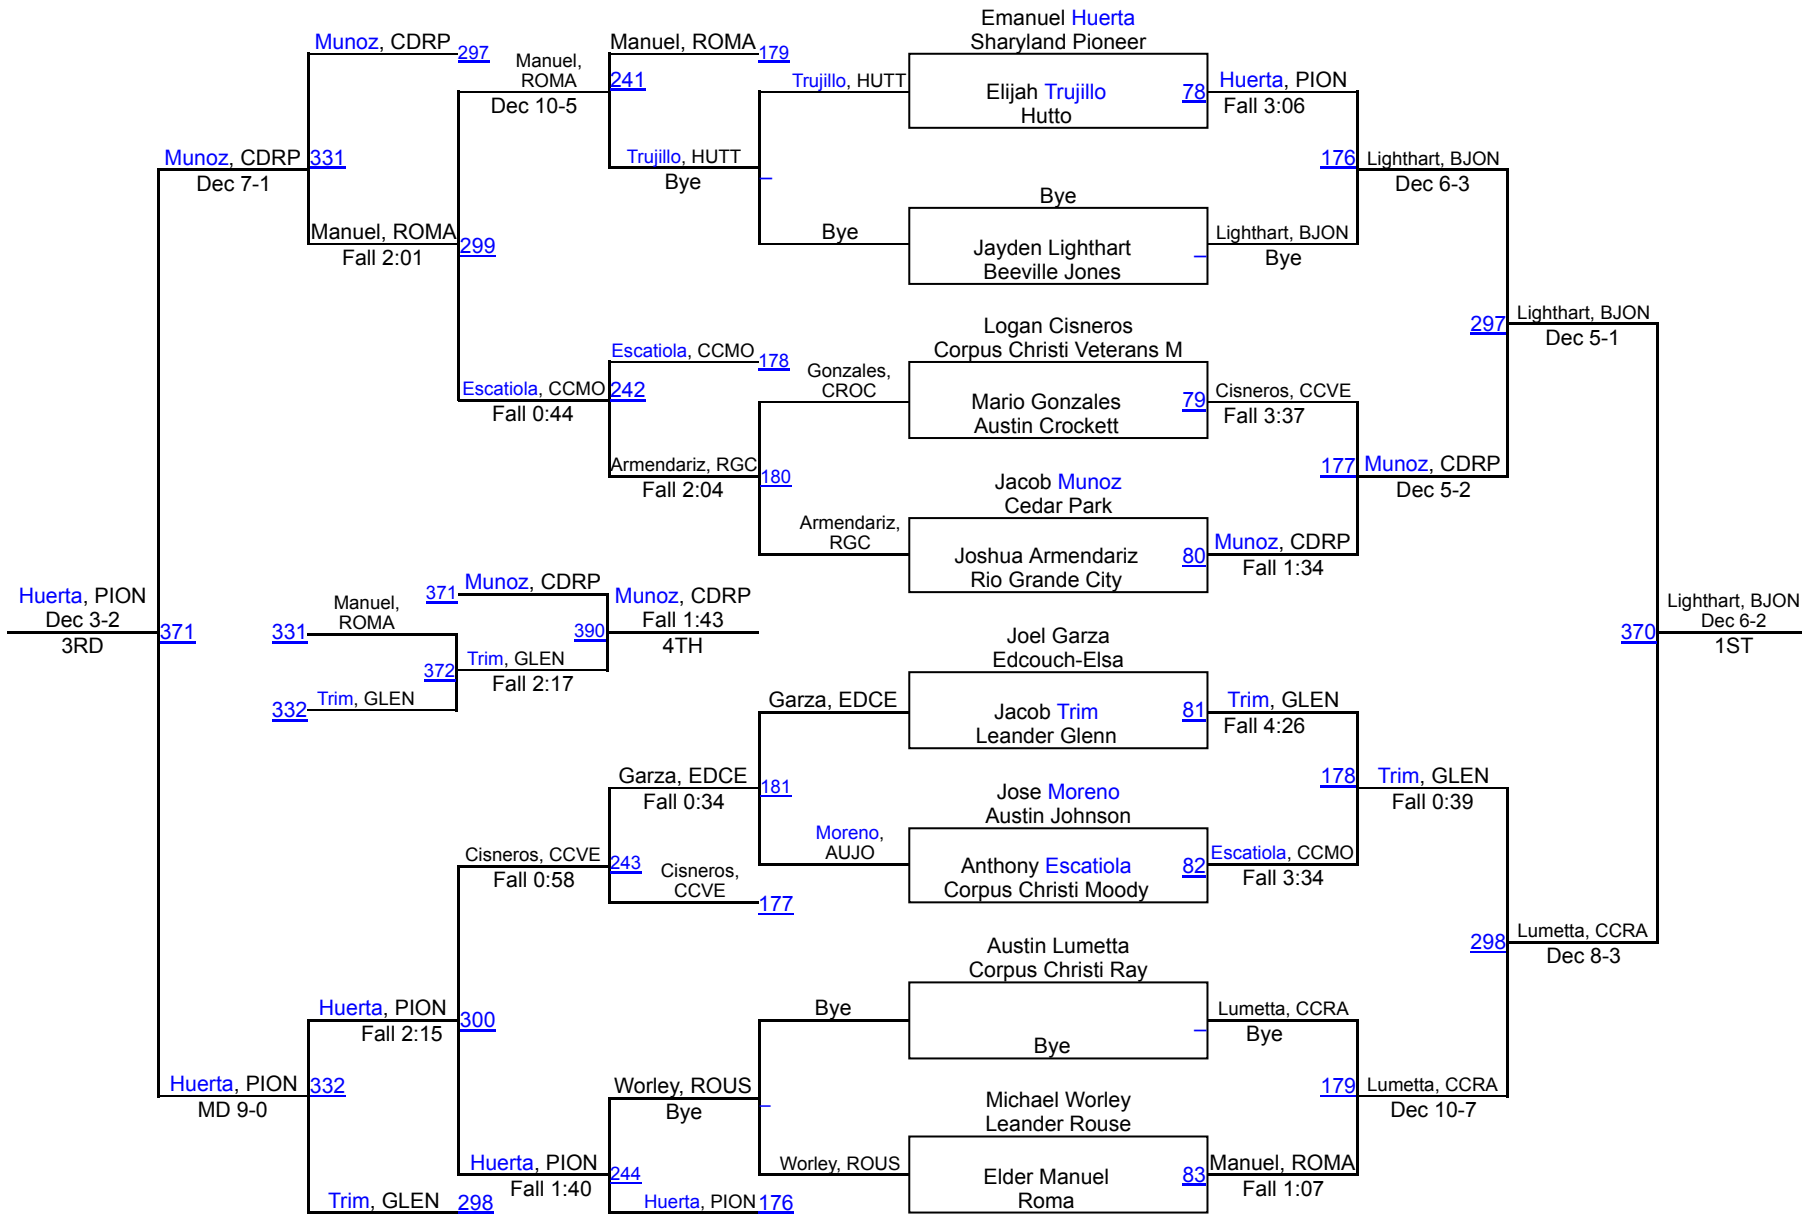 Emanuel Huerta
Sharyland Pioneer
Munoz, CDRP 297
Manuel, ROMA 179
Manuel,
ROMA
241
Dec 10-5
Trujillo, HUTT
Elijah Trujillo
Hutto
78
Huerta, PION
Fall 3:06
Munoz, CDRP 331
Dec 7-1
Trujillo, HUTT
Bye
_
176
Lighthart, BJON
Dec 6-3
Bye
Manuel, ROMA
Fall 2:01
299
Bye
Jayden Lighthart
Beeville Jones
_
Lighthart, BJON
Bye
Logan Cisneros
Corpus Christi Veterans M
297
Lighthart, BJON
Dec 5-1
Escatiola, CCMO 178
Escatiola, CCMO 242
Fall 0:44
Gonzales,
CROC
Mario Gonzales
Austin Crockett
79
Cisneros, CCVE
Fall 3:37
Armendariz, RGC
Fall 2:04
180
Jacob Munoz
Cedar Park
177
Munoz, CDRP
Dec 5-2
Armendariz,
RGC
Joshua Armendariz
Rio Grande City
80
Munoz, CDRP
Fall 1:34
Huerta, PION
Dec 3-2
3RD
371
Manuel,
ROMA
331
332
Trim, GLEN
372
371
Munoz, CDRP
Trim, GLEN
Fall 2:17
390
Munoz, CDRP
Fall 1:43
4TH
370
Lighthart, BJON
Dec 6-2
1ST
Joel Garza
Edcouch-Elsa
Garza, EDCE
Jacob Trim
Leander Glenn
81
Trim, GLEN
Fall 4:26
Garza, EDCE
Fall 0:34
181
Jose Moreno
Austin Johnson
178
Trim, GLEN
Fall 0:39
Cisneros, CCVE
Fall 0:58
243
Cisneros,
CCVE
177
Moreno,
AUJO
Anthony Escatiola
Corpus Christi Moody
82
Escatiola, CCMO
Fall 3:34
Austin Lumetta
Corpus Christi Ray
298
Lumetta, CCRA
Dec 8-3
Huerta, PION
Fall 2:15
300
Bye
Bye
_
Lumetta, CCRA
Bye
Huerta, PION 332
MD 9-0
Worley, ROUS
Bye
_
Michael Worley
Leander Rouse
179
Lumetta, CCRA
Dec 10-7
Huerta, PION
Fall 1:40
244
Worley, ROUS
Elder Manuel
Roma
83
Manuel, ROMA
Fall 1:07
Trim, GLEN 298
Huerta, PION 176